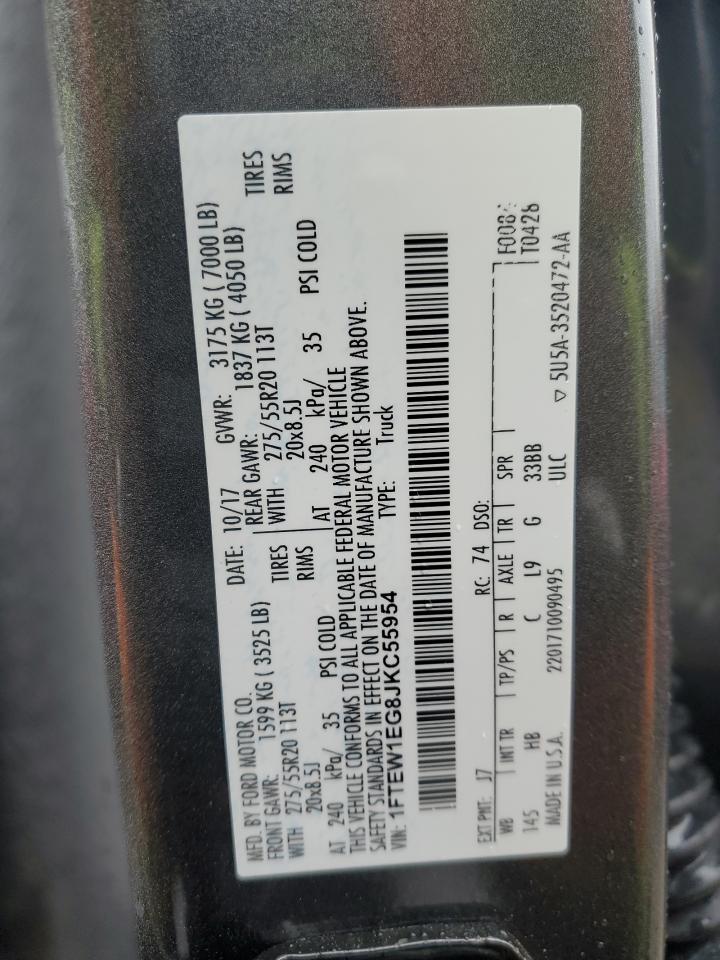 MFD. BY FORD MOTOR CO. DATE: 10/17 GVWR: 3175 KG ( 7000 LB)
FRONT GAWR: 1599 KG ( 3525 LB) REAR GAWR: 1837 KG ( 4050 LB)
WITH 275/55R20 113T TIRES WITH 275/55R20 113T TIRES
20x8.5J RIMS 20x8.5J RIMS
AT 240 kPa/ 35 PSI COLD AT 240 kPa/ 35 PSI COLD
THIS VEHICLE CONFORMS TO ALL APPLICABLE FEDERAL MOTOR VEHICLE
SAFETY STANDARDS IN EFFECT ON THE DATE OF MANUFACTURE SHOWN ABOVE.
VIN: 1FTEW1EG8JKC55954 TYPE: Truck
EXT PNT: J7 RC: 74 DSO:
WB INT TR TP/PS R AXLE TR SPR
145 HB C L9 G 33BB
T0426
MADE IN U.S.A. 2201710090495 ULC
▽ 5U5A-3520472-AA